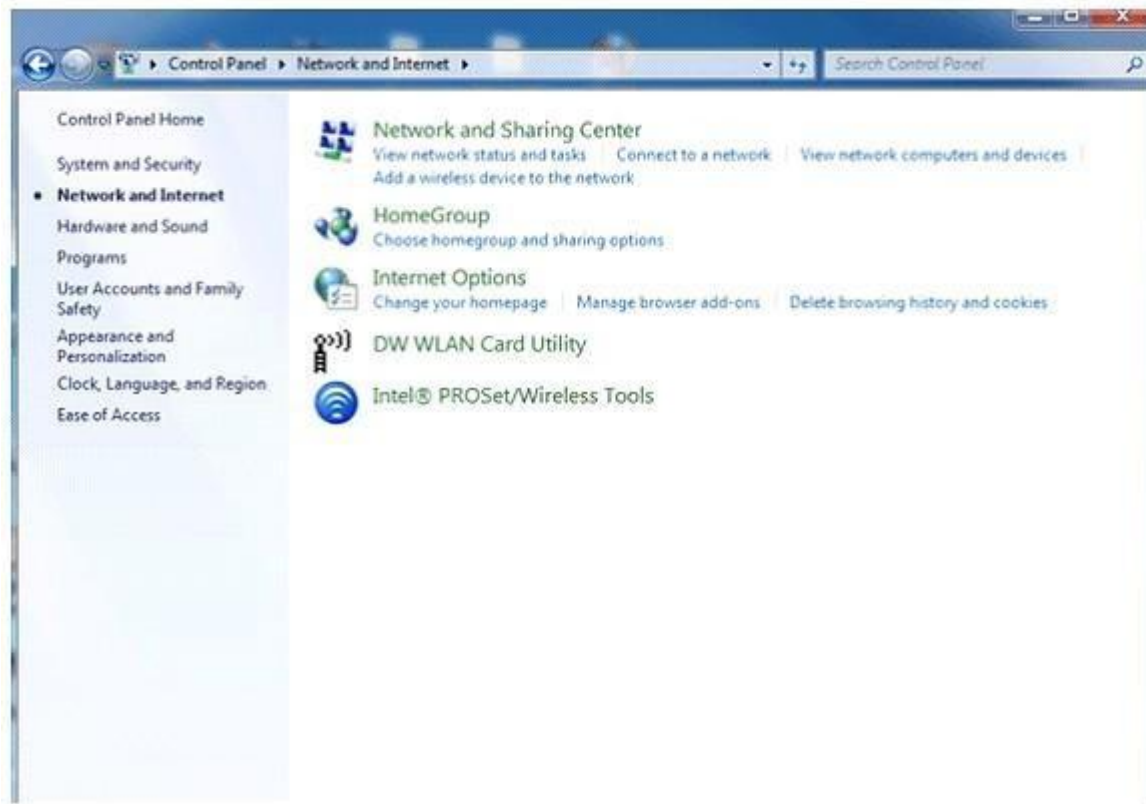 Control Panel Network and Internet Search Control Panel
Control Panel Home
System and Security
Network and Internet
Hardware and Sound
Programs
User Accounts and Family
Safety
Appearance and
Personalization
Clock, Language, and Region
Ease of Access
Network and Sharing Center
View network status and tasks Connect to a network View network computers and devices
Add a wireless device to the network
HomeGroup
Choose homegroup and sharing options
Internet Options
Change your homepage Manage browser add-ons Delete browsing history and cookies
DW WLAN Card Utility
Intel® PROSet/Wireless Tools